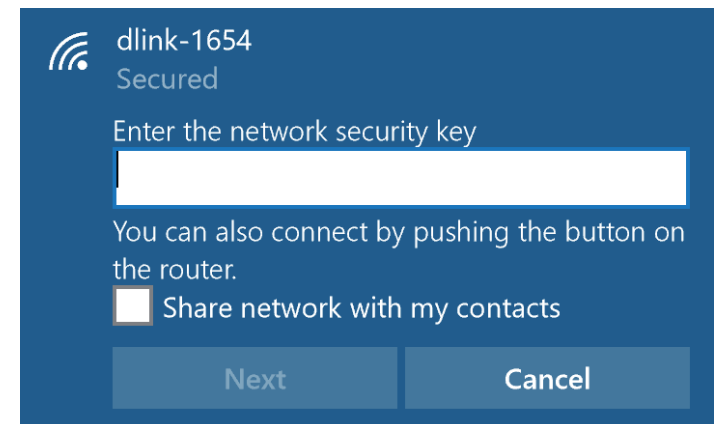 dlink-1654
Secured
Enter the network security key
You can also connect by pushing the button on
the router.
Share network with my contacts
Next
Cancel